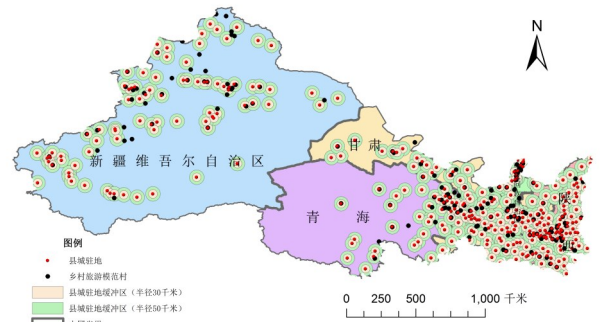 N
甘 肃
新 疆 维 吾 尔 自 治 区
陕
青 海
西
图例
县城驻地
乡村旅游模范村
县城驻地缓冲区（半径30千米）
县城驻地缓冲区（半径50千米）
0 250 500 1,000 千米